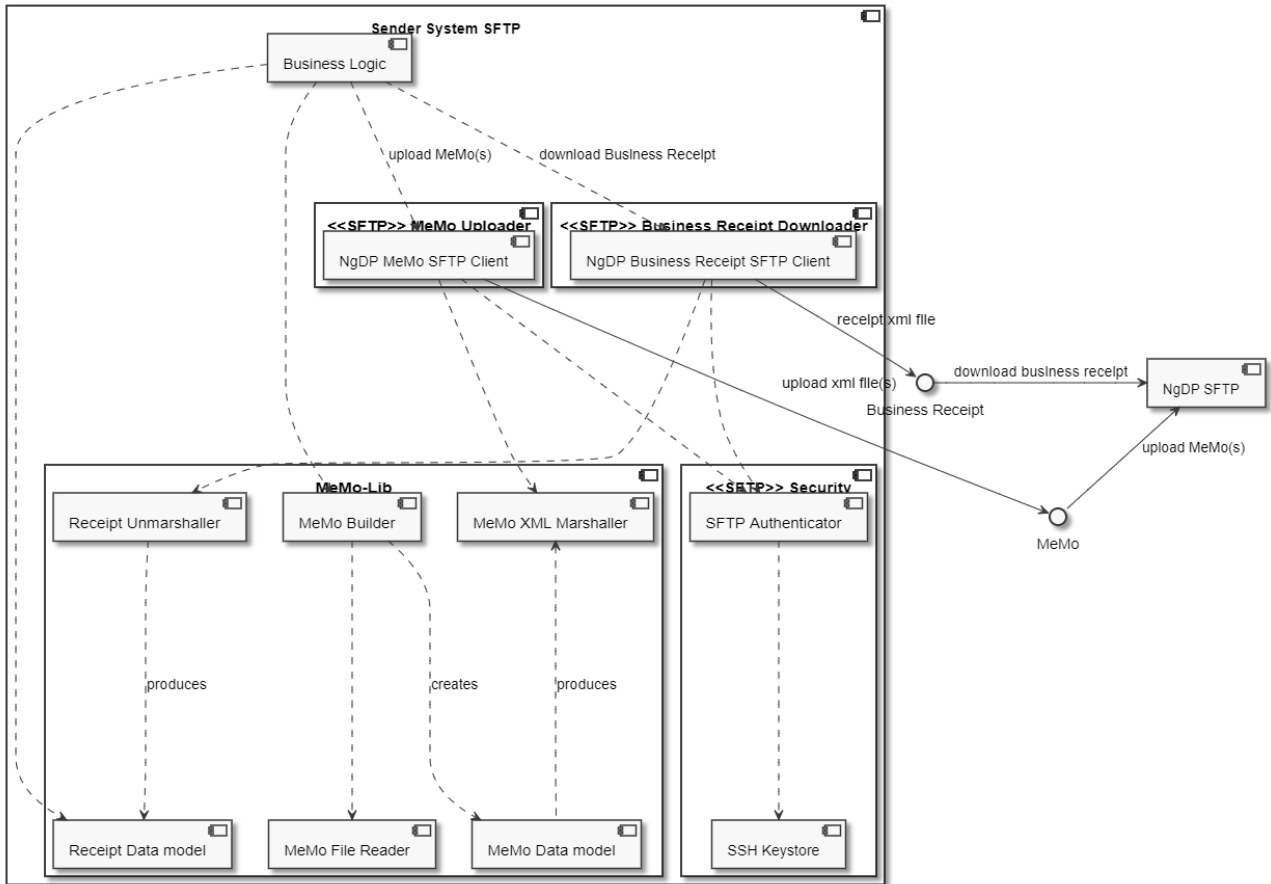 Sender System SFTP
Business Logic
upload MeMo(s)
download Business Receipt
<<SFTP>> MeMo Uploader
<<SFTP>> Business Receipt Downloader
NgDP MeMo SFTP Client
NgDP Business Receipt SFTP Client
receipt xml file
download business receipt
upload xml file(s)
NgDP SFTP
Business Receipt
upload MeMo(s)
MeMo-Lib
<<SFTP>> Security
Receipt Unmarshaller
MeMo Builder
MeMo XML Marshaller
SFTP Authenticator
MeMo
produces
creates
produces
Receipt Data model
MeMo File Reader
MeMo Data model
SSH Keystore